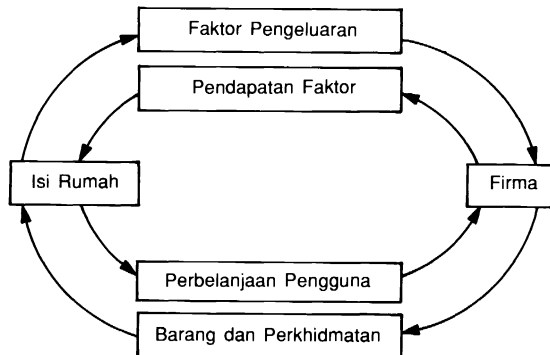 Faktor Pengeluaran
Pendapatan Faktor
Isi Rumah
Firma
Perbelanjaan Pengguna
Barang dan Perkhidmatan